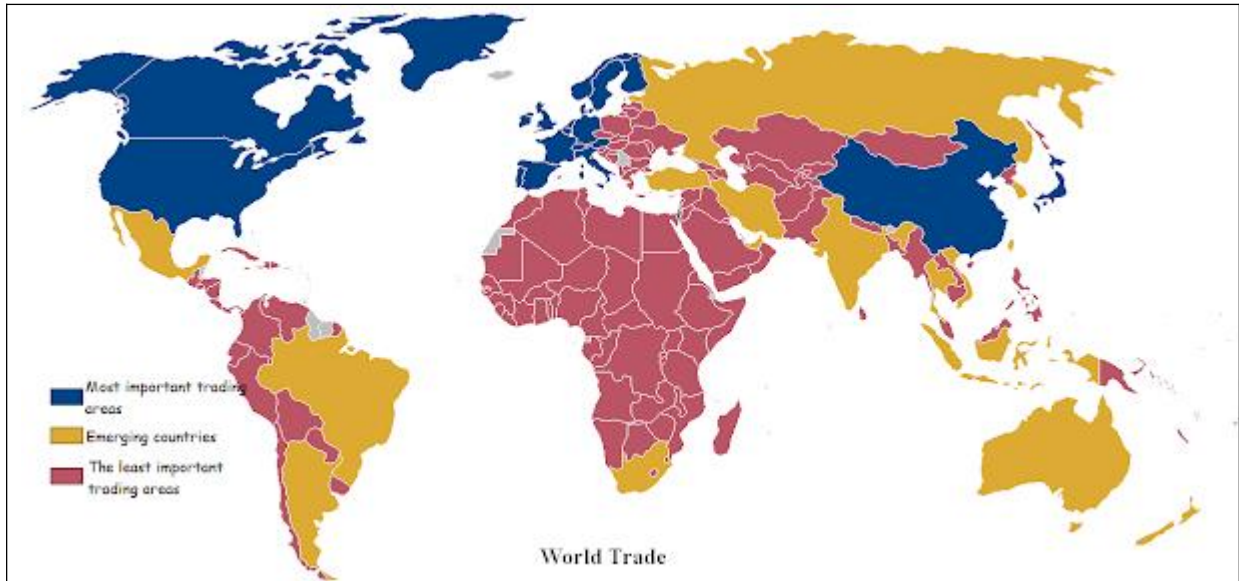 Most important trading
areas
Emerging countries
The least important
trading areas
World Trade